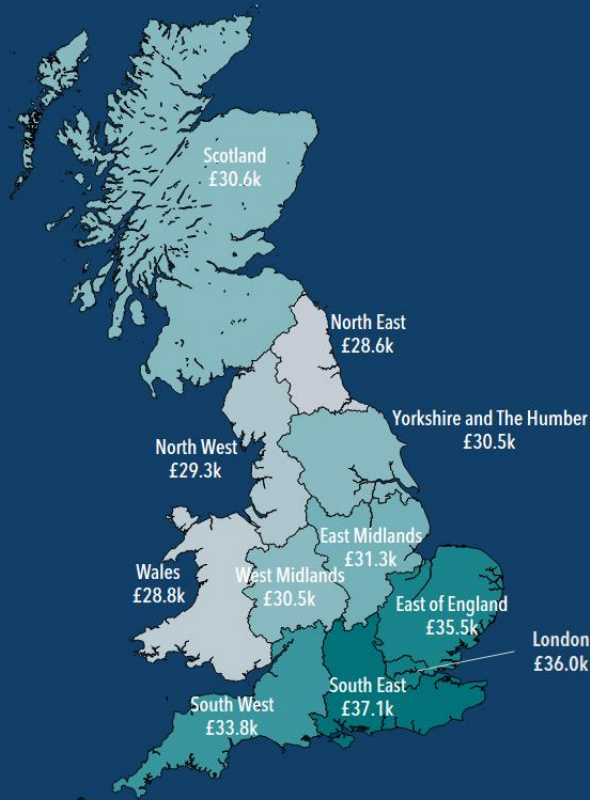 Scotland
£30.6k
North East
£28.6k
Yorkshire and The Humber
£30.5k
North West
£29.3k
East Midlands
£31.3k
Wales
£28.8k
West Midlands
£30.5k
East of England
£35.5k
London
£36.0k
South East
£37.1k
South West
£33.8k